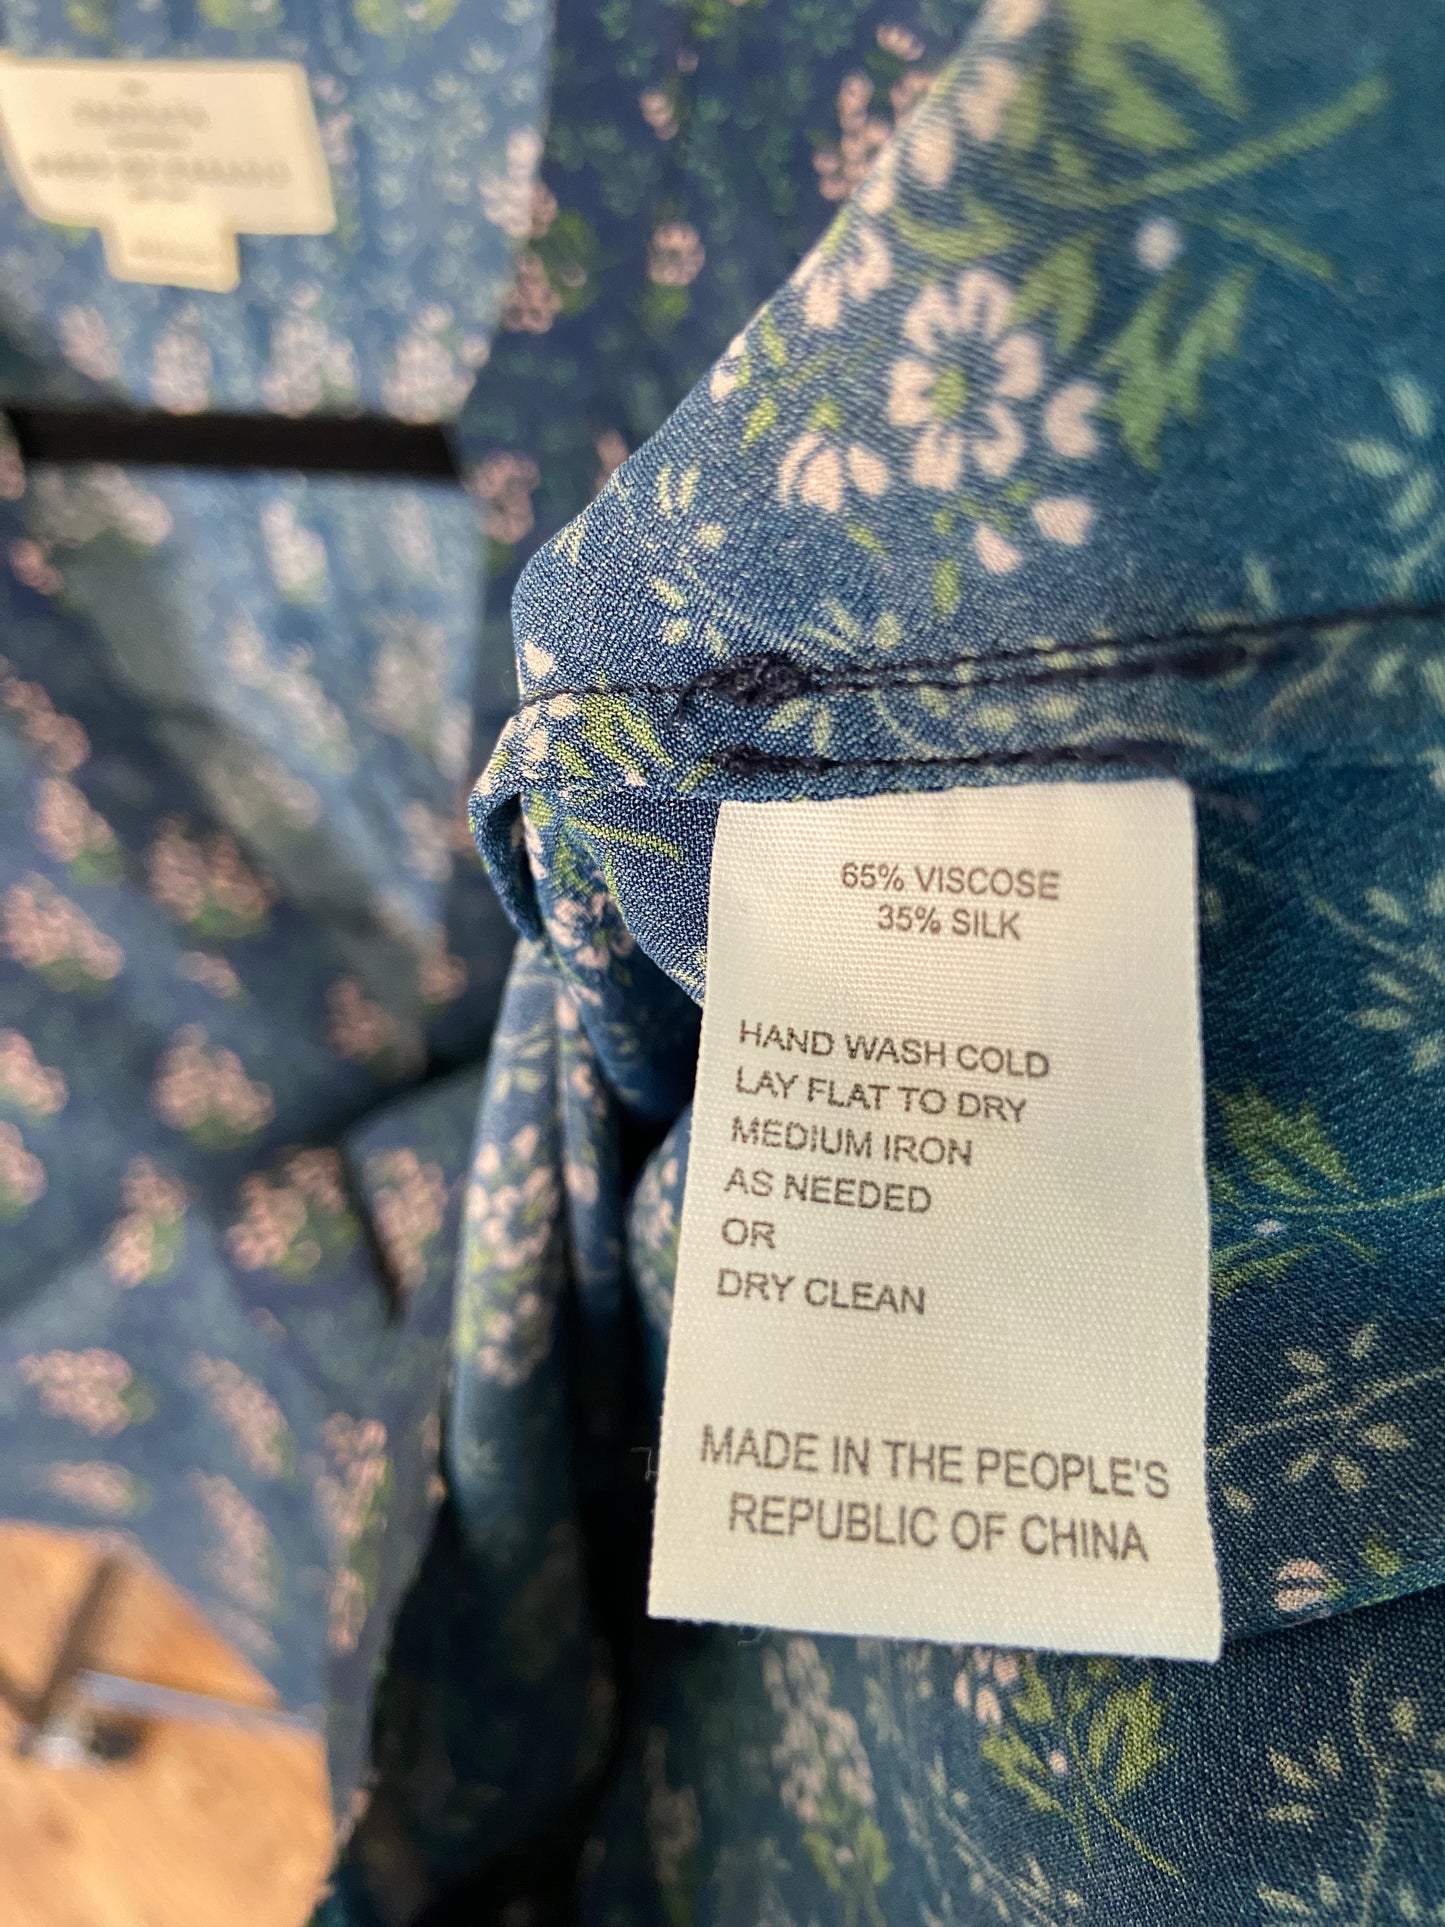 65% VISCOSE
35% SILK
HAND WASH COLD
LAY FLAT TO DRY
MEDIUM IRON
AS NEEDED
OR
DRY CLEAN
MADE IN THE PEOPLE'S
REPUBLIC OF CHINA